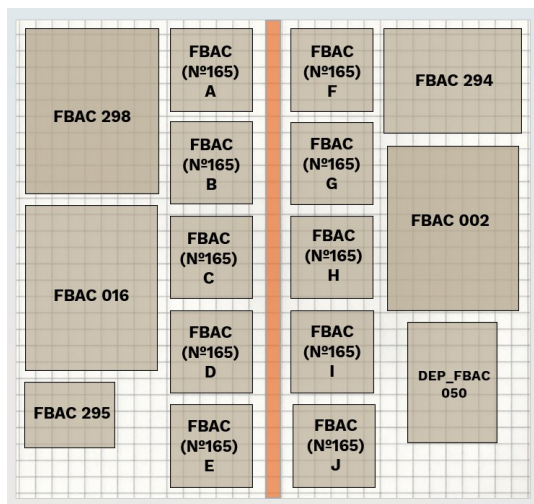 FBAC 298
FBAC
(Nº165)
A
FBAC
(Nº165)
B
FBAC 016
FBAC
(Nº165)
C
FBAC
(Nº165)
D
FBAC 295
FBAC
(Nº165)
E
FBAC
(Nº165)
F
FBAC 294
FBAC
(Nº165)
G
FBAC 002
FBAC
(Nº165)
H
FBAC
(Nº165)
I
DEP_FBAC
050
FBAC
(Nº165)
J